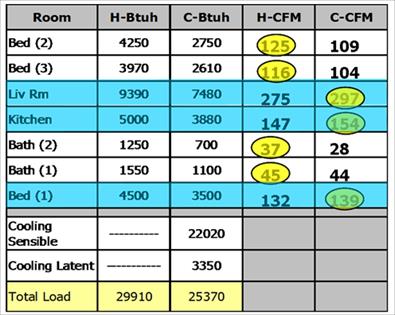 Room H-Btuh C-Btuh H-CFM C-CFM
Bed (2) 4250 2750 125 109
Bed (3) 3970 2610 116 104
Liv Rm 9390 7480 275 297
Kitchen 5000 3880 147 154
Bath (2) 1250 700 37 28
Bath (1) 1550 1100 45 44
Bed (1) 4500 3500 132 139
Cooling
Sensible ---------- 22020
Cooling Latent ---------- 3350
Total Load 29910 25370